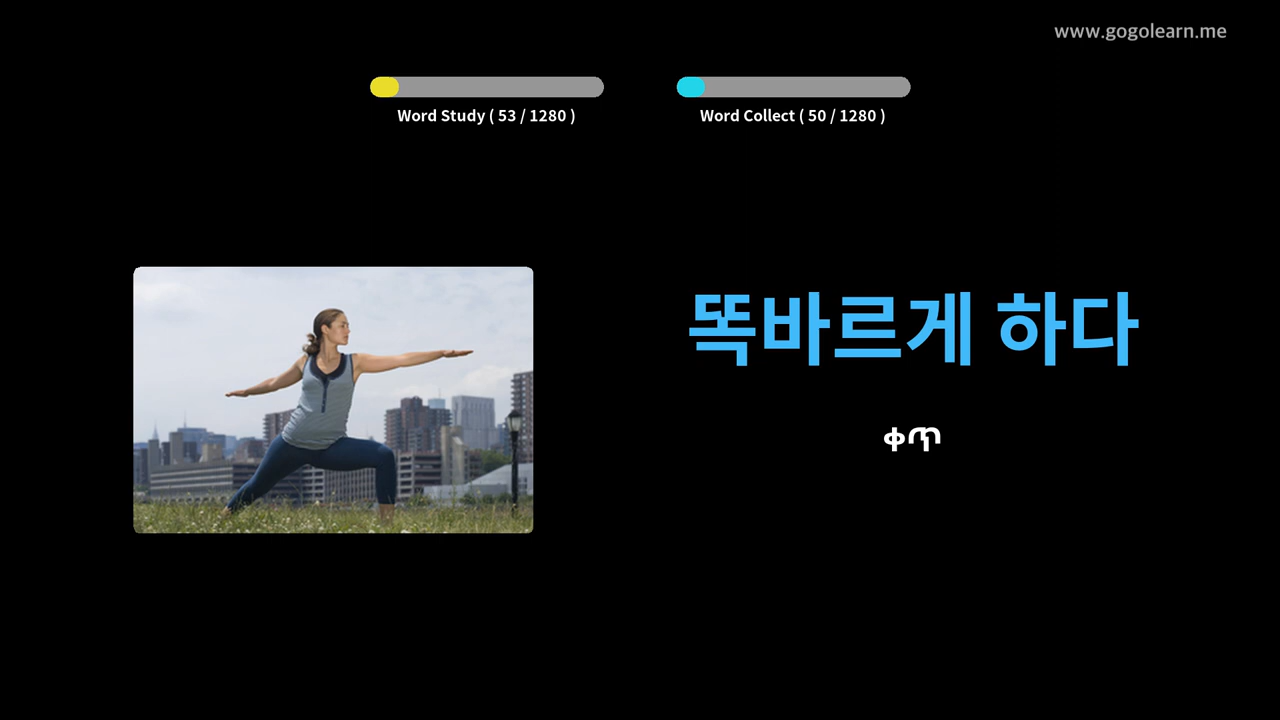 www.gogolearn.me
Word Study ( 53 / 1280 )
Word Collect ( 50 / 1280 )
똑바르게 하다
ቀጥ